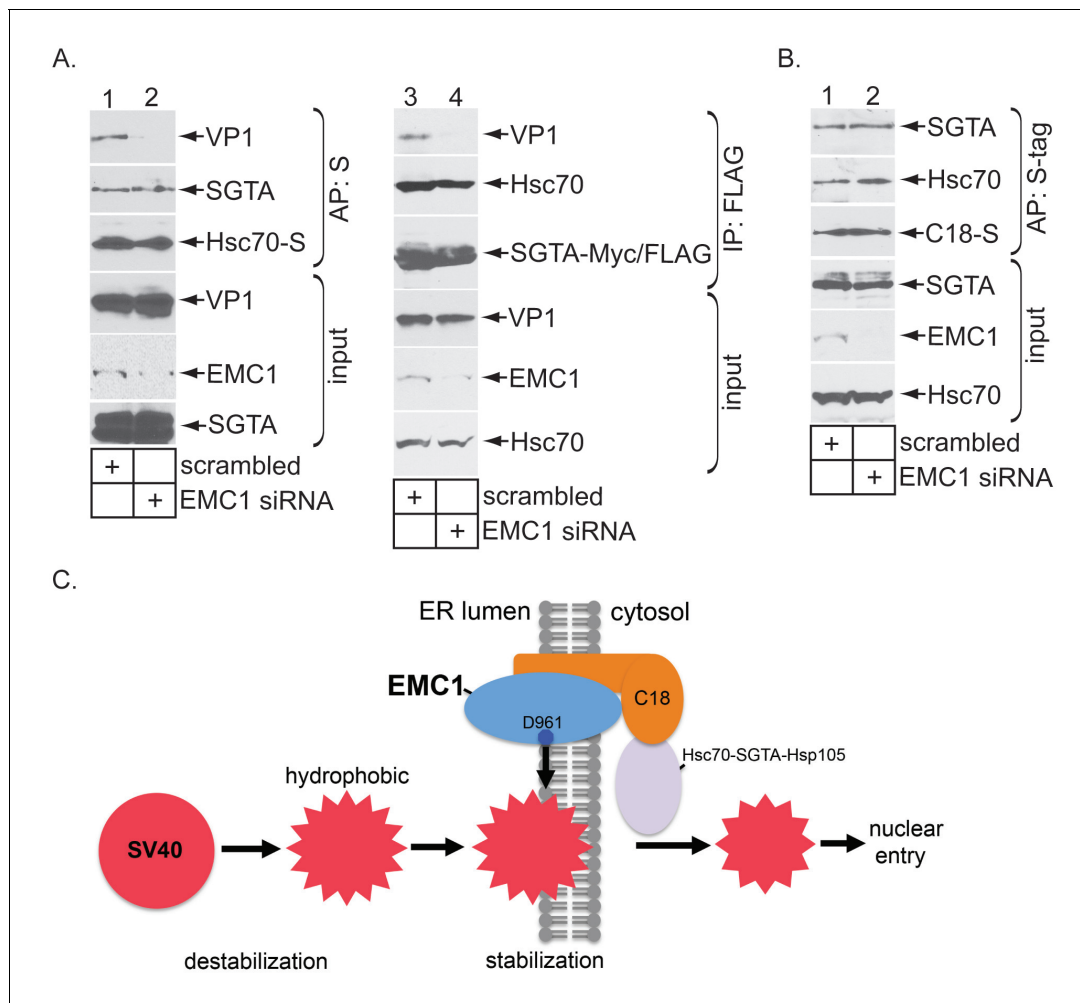 A.
1 2
VP1
SGTA
Hsc70-S
AP: S
VP1
EMC1
SGTA
input
+ scrambled
+ EMC1 siRNA
3 4
VP1
Hsc70
SGTA-Myc/FLAG
IP: FLAG
VP1
EMC1
Hsc70
input
+ scrambled
+ EMC1 siRNA
B.
1 2
SGTA
Hsc70
C18-S
AP: S-tag
SGTA
EMC1
Hsc70
input
+ scrambled
+ EMC1 siRNA
C.
ER lumen cytosol
EMC1
C18
D961
Hsc70-SGTA-Hsp105
hydrophobic
SV40
nuclear
entry
destabilization
stabilization